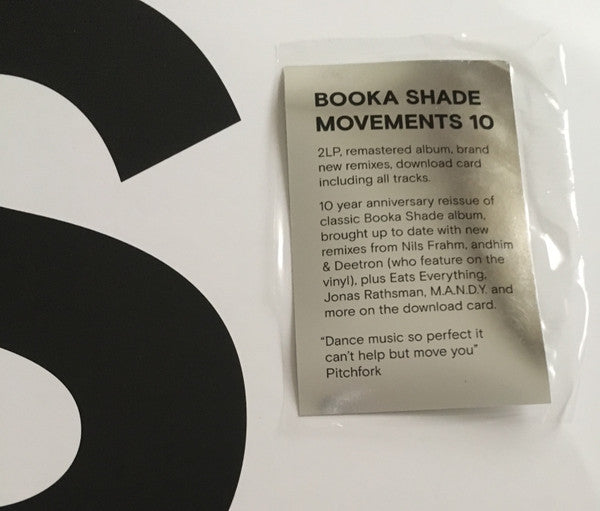 BOOKA SHADE
MOVEMENTS 10
2LP, remastered album, brand
new remixes, download card
including all tracks.
10 year anniversary reissue of
classic Booka Shade album,
brought up to date with new
remixes from Nils Frahm, andhim
& Deetron (who feature on the
vinyl), plus Eats Everything,
Jonas Rathsman, M.A.N.D.Y. and
more on the download card.
“Dance music so perfect it
can’t help but move you”
Pitchfork